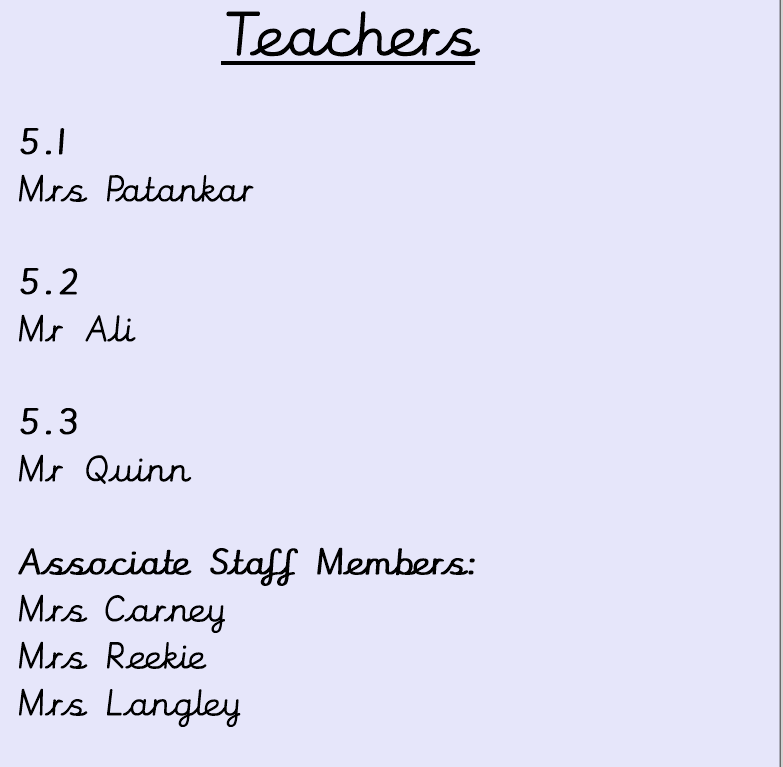 Teachers
5.1
Mrs Patankar
5.2
Mr Ali
5.3
Mr Quinn
Associate Staff Members:
Mrs Carney
Mrs Reekie
Mrs Langley